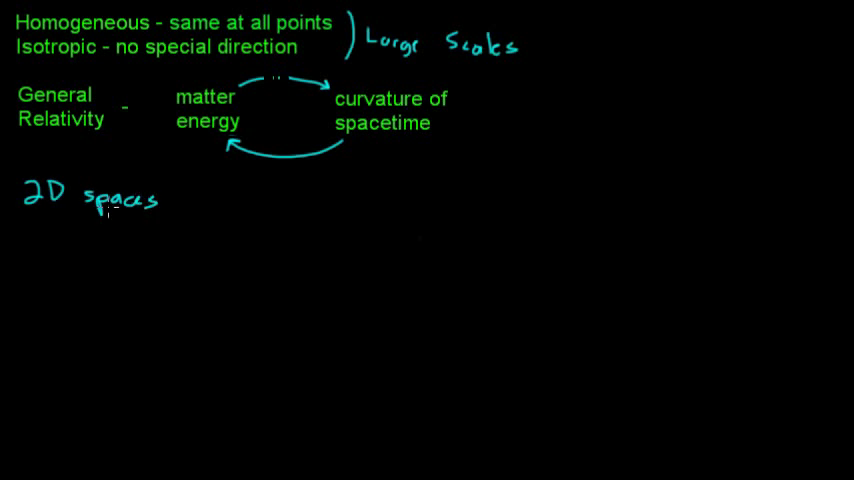 Homogeneous - same at all points
Isotropic - no special direction
Large Scales
General Relativity - matter energy
curvature of spacetime
2D spaces